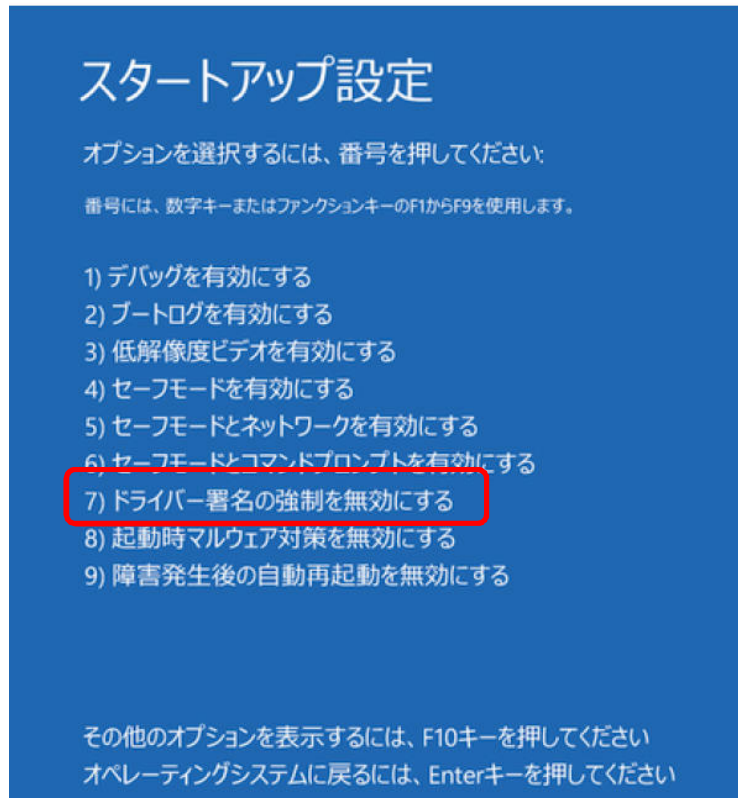 スタートアップ設定
オプションを選択するには、番号を押してください:
番号には、数字キーまたはファンクションキーのF1からF9を使用します。
1) デバッグを有効にする
2) ブートログを有効にする
3) 低解像度ビデオを有効にする
4) セーフモードを有効にする
5) セーフモードとネットワークを有効にする
6) セーフモードとコマンドプロンプトを有効にする
7) ドライバー署名の強制を無効にする
8) 起動時マルウェア対策を無効にする
9) 障害発生後の自動再起動を無効にする
その他のオプションを表示するには、F10キーを押してください
オペレーティングシステムに戻るには、Enterキーを押してください